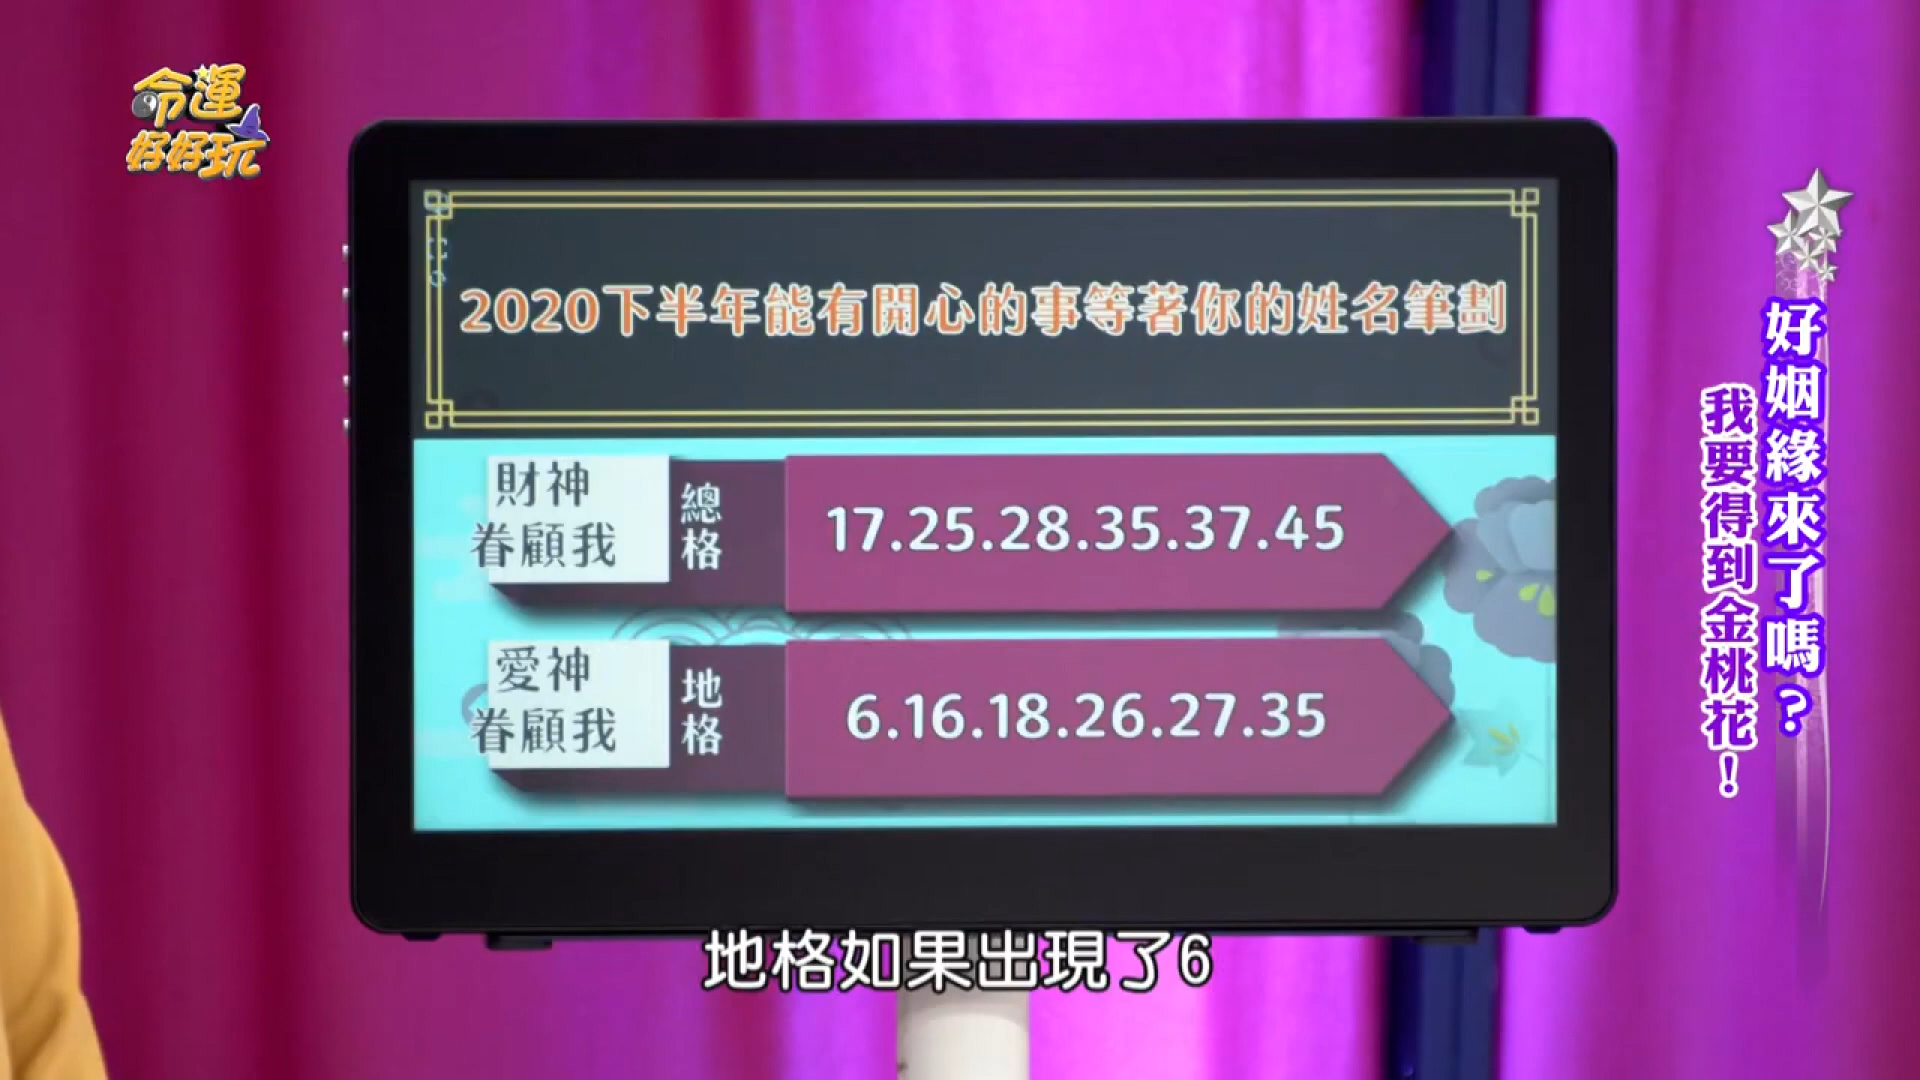 命運
好好玩
2020下半年能有開心的事等著你的姓名筆劃
財神
眷顧我
總格
17.25.28.35.37.45
愛神
眷顧我
地格
6.16.18.26.27.35
好姻緣來了嗎？
我要得到金桃花！
地格如果出現了6